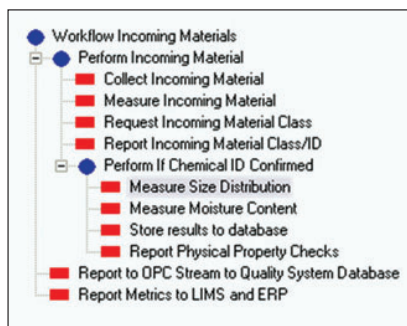 Workflow Incoming Materials
Perform Incoming Material
Collect Incoming Material
Measure Incoming Material
Request Incoming Material Class
Report Incoming Material Class/ID
Perform If Chemical ID Confirmed
Measure Size Distribution
Measure Moisture Content
Store results to database
Report Physical Property Checks
Report to OPC Stream to Quality System Database
Report Metrics to LIMS and ERP